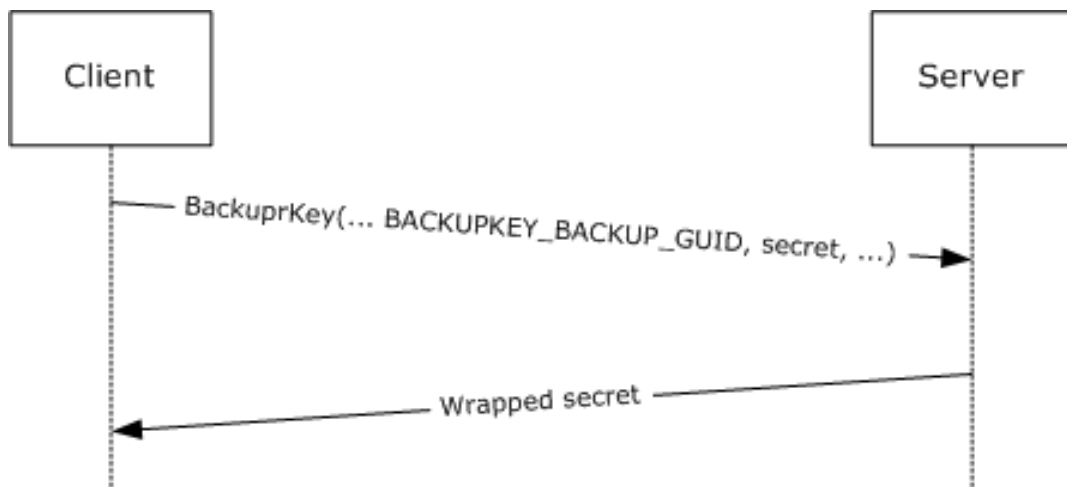 Client
Server
BackuprKey(... BACKUPKEY_BACKUP_GUID, secret, ...)
Wrapped secret